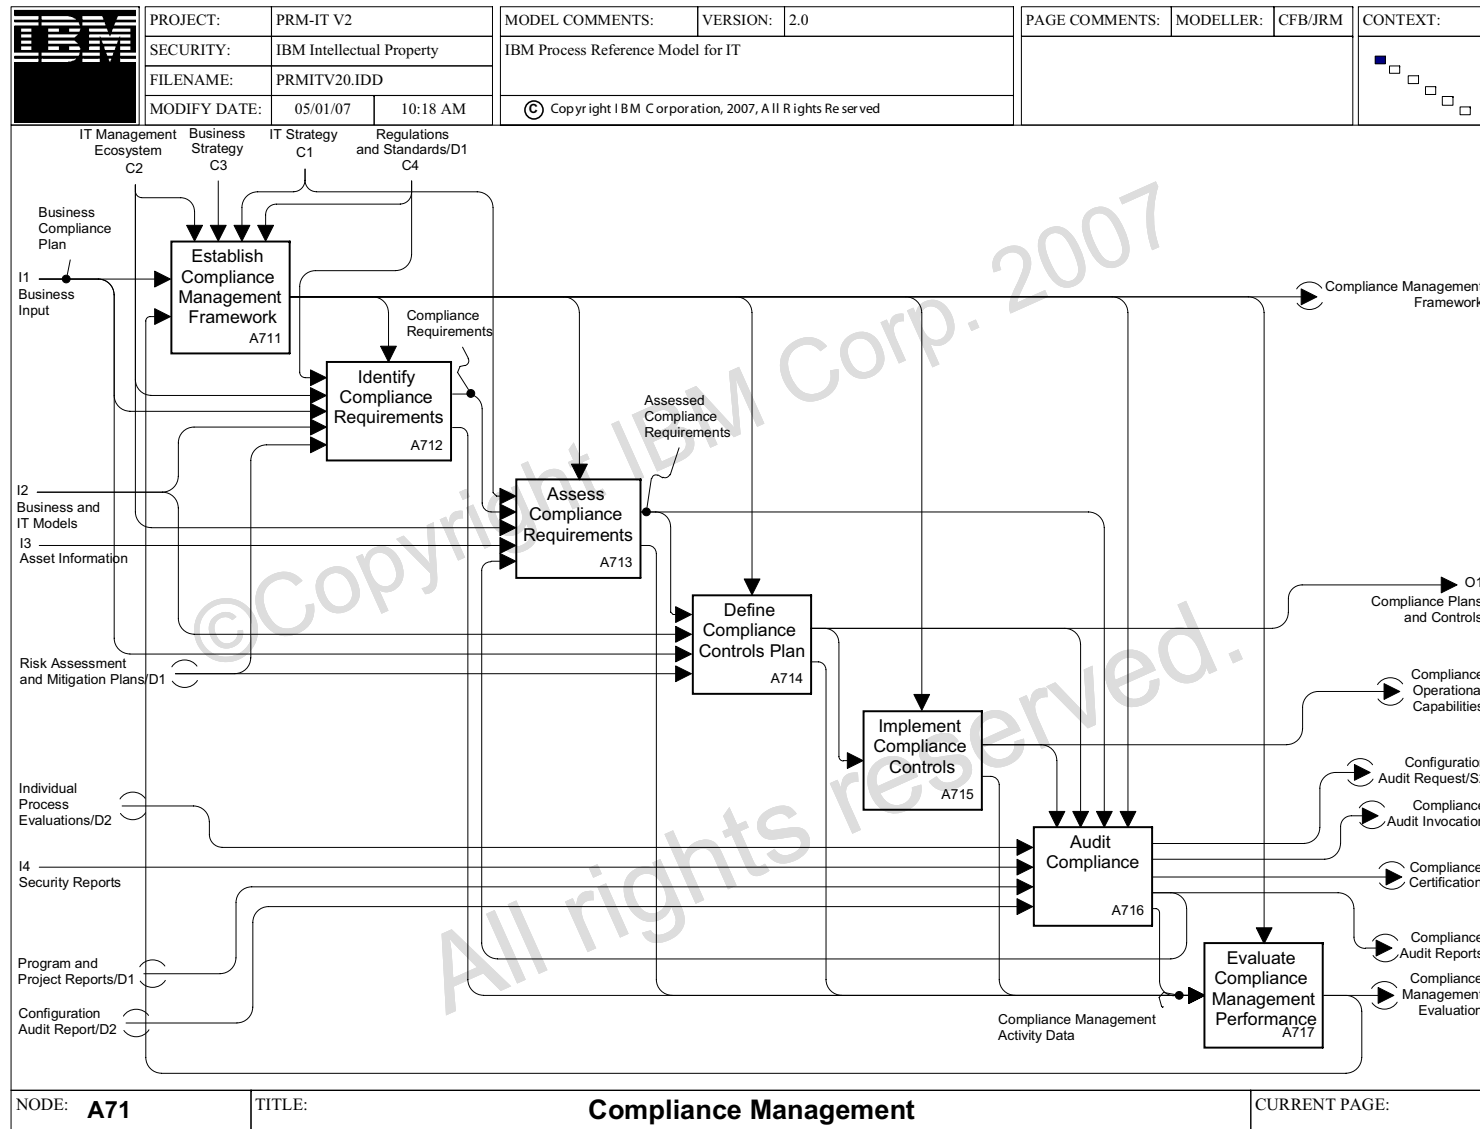 IBM
PROJECT: PRM-IT V2
SECURITY: IBM Intellectual Property
FILENAME: PRMITV20.IDD
MODIFY DATE: 05/01/07 10:18 AM
MODEL COMMENTS: VERSION: 2.0
IBM Process Reference Model for IT
© Copyright IBM Corporation, 2007, All Rights Reserved
PAGE COMMENTS: MODELLER: CFB/JRM
CONTEXT:
IT Management
Ecosystem
C2
Business
Strategy
C3
IT Strategy
C1
Regulations
and Standards/D1
C4
Business
Compliance
Plan
I1
Business
Input
Establish
Compliance
Management
Framework
A711
Compliance Management
Framework
Compliance
Requirements
Identify
Compliance
Requirements
A712
Assessed
Compliance
Requirements
I2
Business and
IT Models
I3
Asset Information
Assess
Compliance
Requirements
A713
O1
Compliance Plans
and Controls
Define
Compliance
Controls Plan
A714
Risk Assessment
and Mitigation Plans/D1
Compliance
Operationa
Capabilities
Implement
Compliance
Controls
A715
Individual
Process
Evaluations/D2
Configuratio
Audit Request/S
Compliance
Audit Invocation
Audit
Compliance
A716
I4
Security Reports
Compliance
Certification
Compliance
Audit Reports
Evaluate
Compliance
Management
Performance
A717
Program and
Project Reports/D1
Compliance
Management
Evaluation
Configuration
Audit Report/D2
Compliance Management
Activity Data
©Copyright IBM Corp. 2007
All rights reserved.
NODE: A71
TITLE: Compliance Management
CURRENT PAGE: